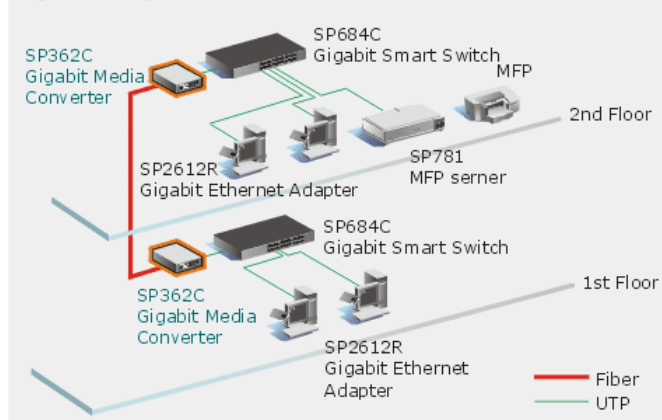 SP684C
Gigabit Smart Switch
SP362C
Gigabit Media
Converter
MFP
2nd Floor
SP2612R
Gigabit Ethernet Adapter
SP781
MFP serner
SP684C
Gigabit Smart Switch
1st Floor
SP362C
Gigabit Media
Converter
SP2612R
Gigabit Ethernet
Adapter
Fiber
UTP